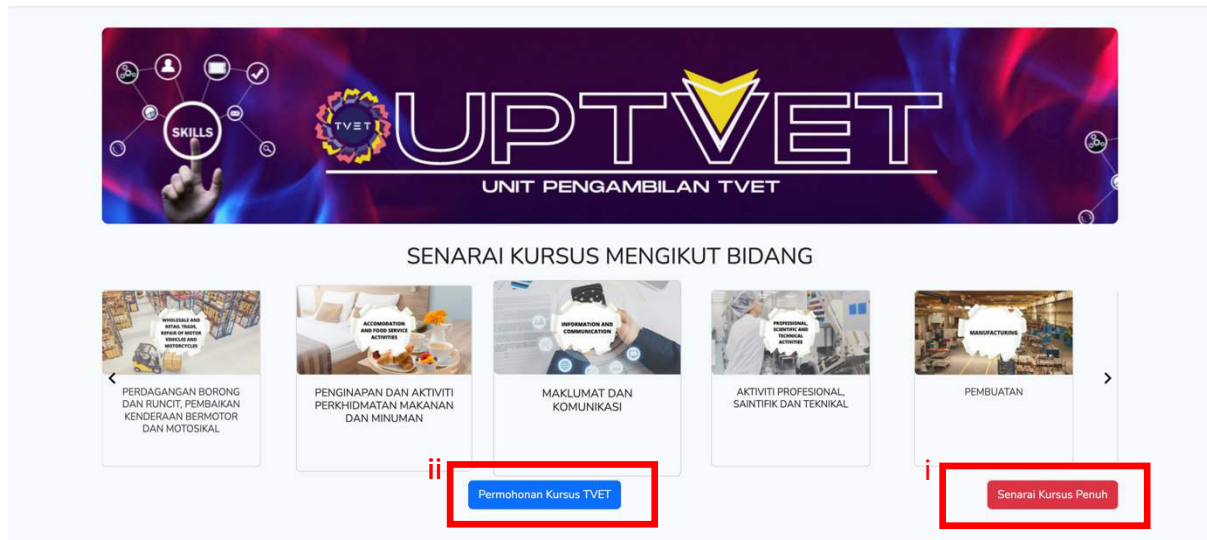 SKILLS
TVET
UPTVET
UNIT PENGAMBILAN TVET
SENARAI KURSUS MENGIKUT BIDANG
WHOLESALE AND
RETAIL TRADE,
REPAIR OF MOTOR
VEHICLES AND
MOTORCYCLES
PERDAGANGAN BORONG
DAN RUNCIT, PEMBAIKAN
KENDERAAN BERMOTOR
DAN MOTOSIKAL
ACCOMODATION
AND FOOD SERVICE
ACTIVITIES
PENGINAPAN DAN AKTIVITI
PERKHIDMATAN MAKANAN
DAN MINUMAN
INFORMATION AND
COMMUNICATION
MAKLUMAT DAN
KOMUNIKASI
PROFESSIONAL,
SCIENTIFIC AND
TECHNICAL
ACTIVITIES
AKTIVITI PROFESIONAL,
SAINTIFIK DAN TEKNIKAL
MANUFACTURING
PEMBUATAN
ii
Permohonan Kursus TVET
i
Senarai Kursus Penuh